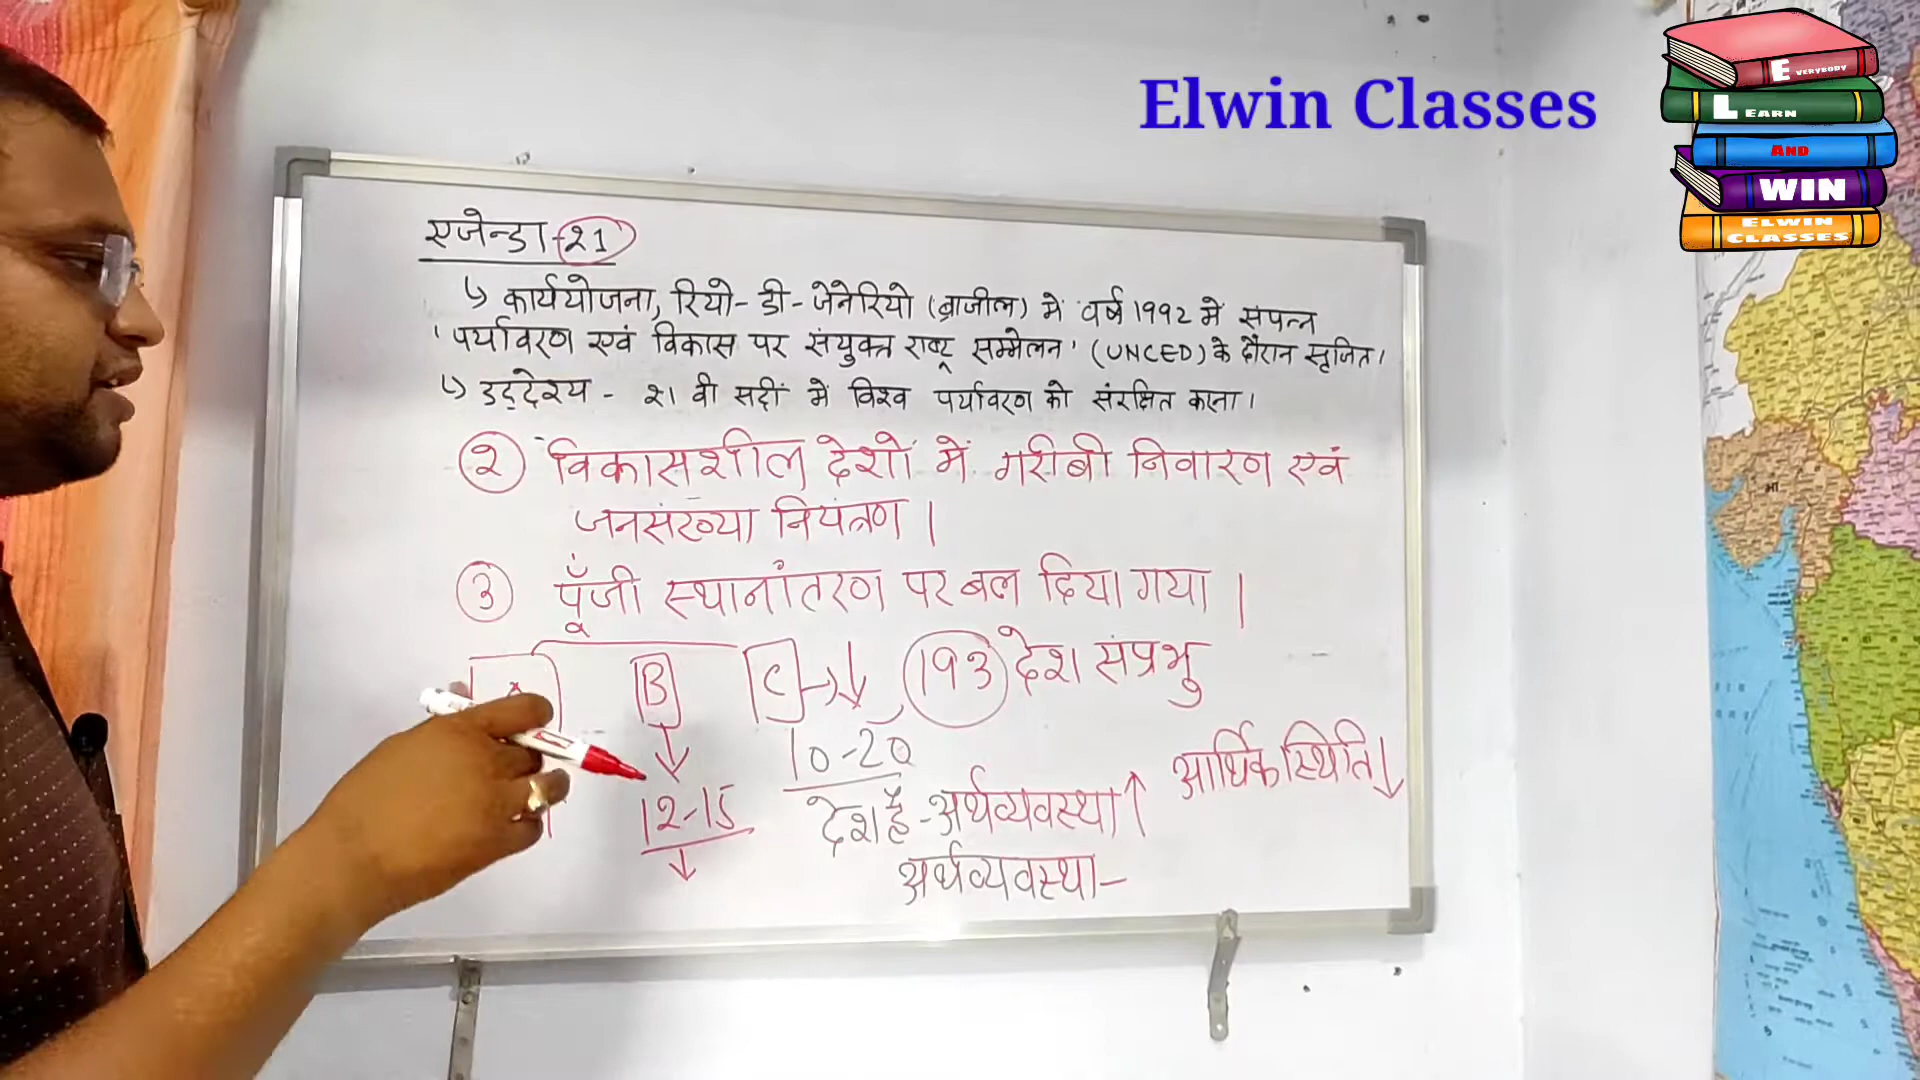 Elwin Classes
EVERYBODY
LEARN
AND
WIN
ELWIN
CLASSES
एजेन्डा-२1
↳ कार्ययोजना, रियो-डी-जेनेरियो (ब्राजील) में वर्ष 1992 में संपन्न
'पर्यावरण एवं विकास पर संयुक्त राष्ट्र सम्मेलन' (UNCED) के दौरान सृजित।
↳ उद्देश्य - २1 वी सदीं में विश्व पर्यावरण को संरक्षित करना।
② विकासशील देशों में गरीबी निवारण एवं
जनसंख्या नियंत्रण।
③ पूँजी स्थानांतरण पर बल दिया गया।
A B C→↓ 193 देश संप्रभु
10-20
आर्थिक स्थिति↓
12-15 देश हैं-अर्थव्यवस्था↑
अर्थव्यवस्था-